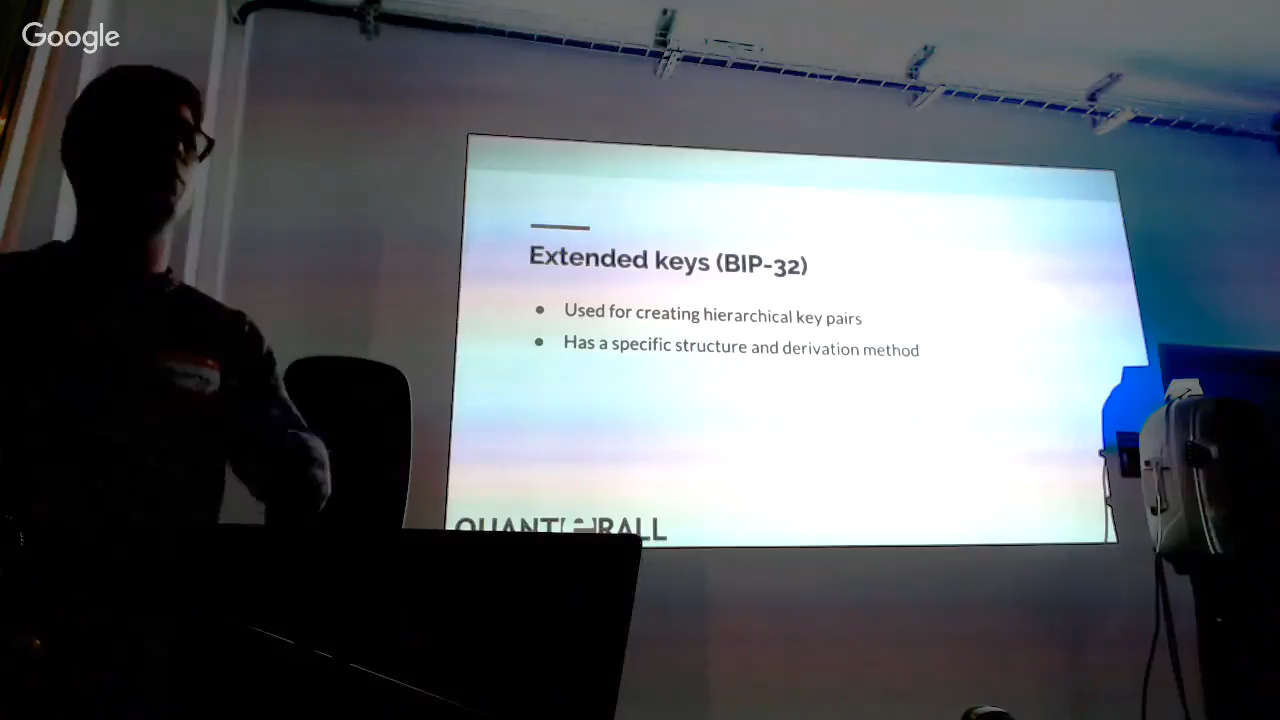 Google
Extended keys (BIP-32)
● Used for creating hierarchical key pairs
● Has a specific structure and derivation method